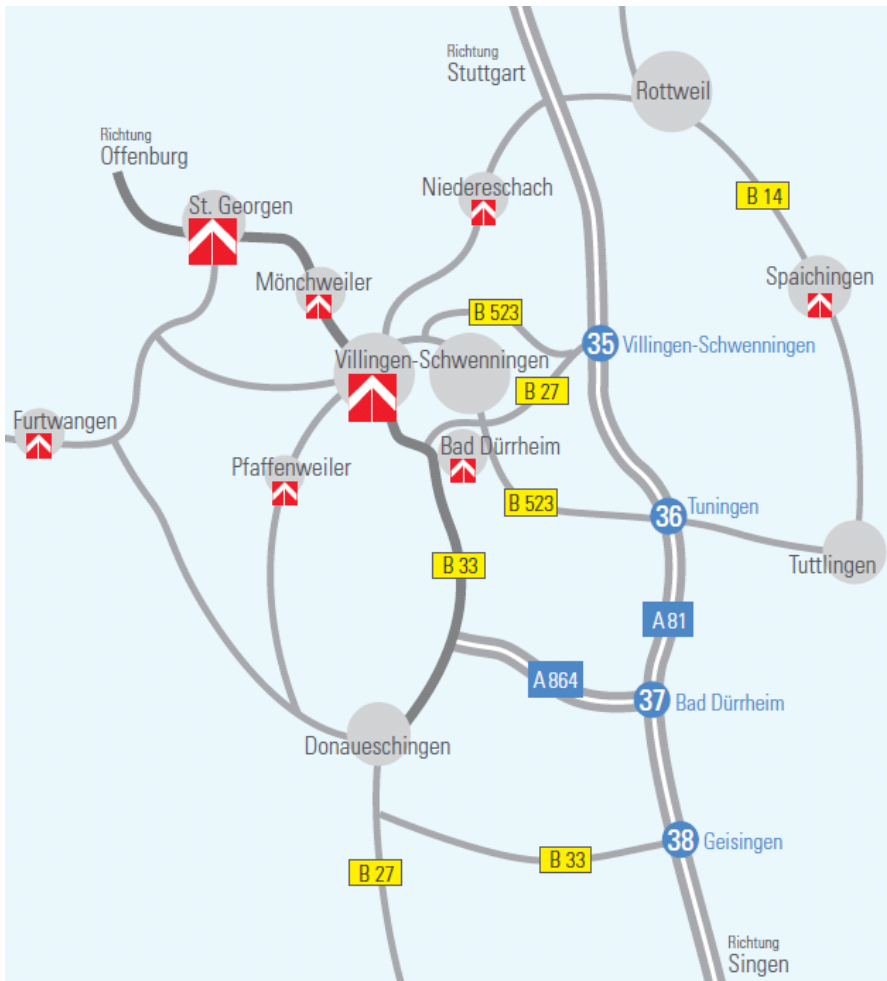 Richtung
Stuttgart
Rottweil
Richtung
Offenburg
Niedereschach
B 14
St. Georgen
Mönchweiler
Spaichingen
B 523
35 Villingen-Schwenningen
Villingen-Schwenningen
B 27
Furtwangen
Bad Dürrheim
Pfaffenweiler
B 523
36 Tuningen
B 33
Tuttlingen
A 81
A 864
37 Bad Dürrheim
Donaueschingen
38 Geisingen
B 33
B 27
Richtung
Singen